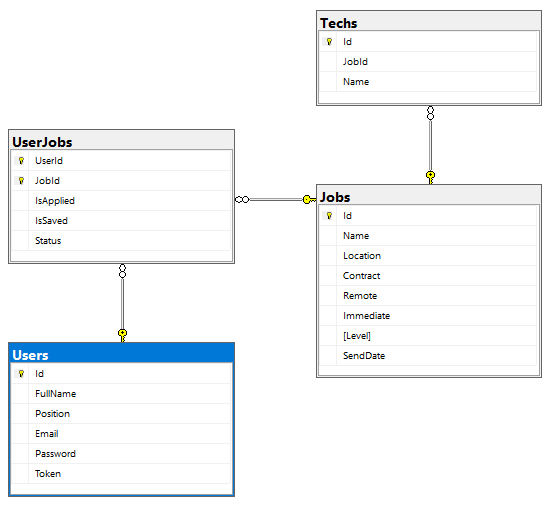 Techs
Id
JobId
Name
UserJobs
UserId
JobId
IsApplied
IsSaved
Status
Jobs
Id
Name
Location
Contract
Remote
Immediate
[Level]
SendDate
Users
Id
FullName
Position
Email
Password
Token